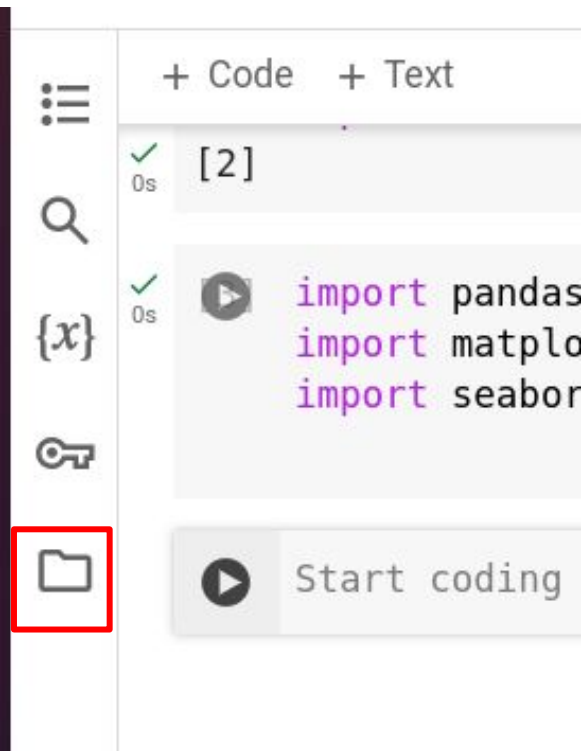 + Code + Text
[2]
0s
0s
import pandas
import matplo
import seabor
{x}
Start coding